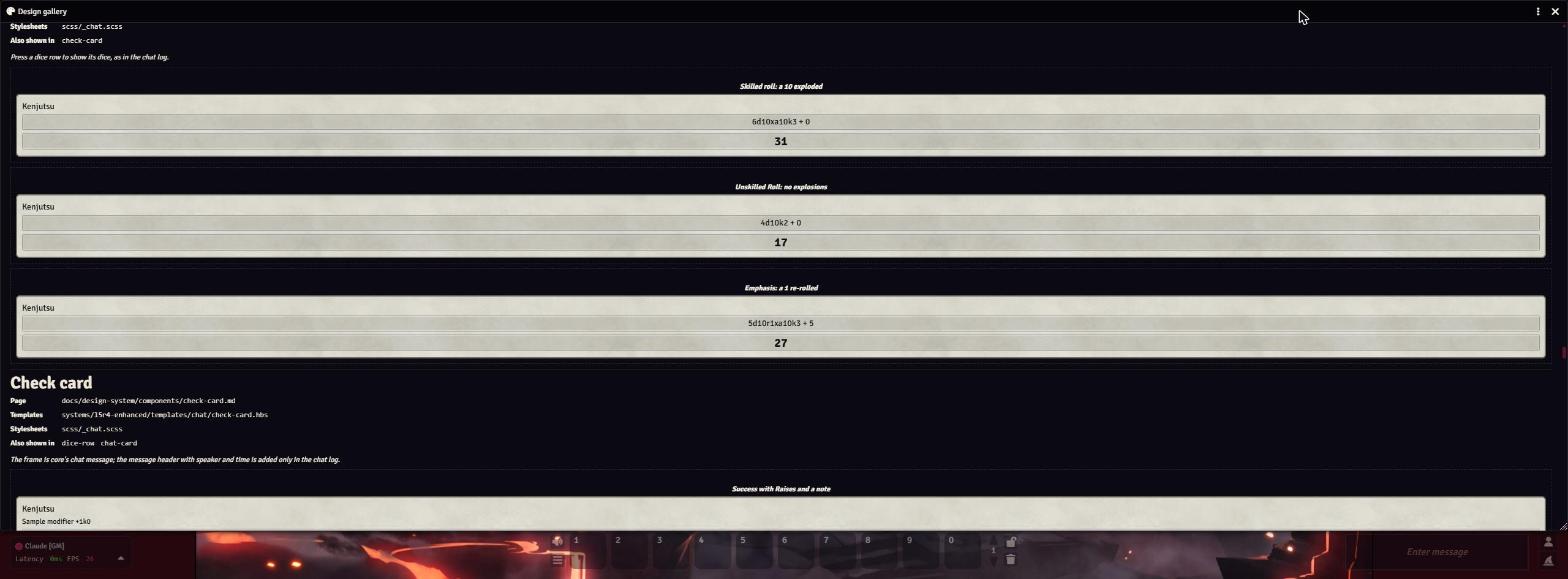 Design gallery
Stylesheets scss/_chat.scss
Also shown in check-card
Press a dice row to show its dice, as in the chat log.
Skilled roll: a 10 exploded
Kenjutsu
6d10xa10k3 + 0
31
Unskilled Roll: no explosions
Kenjutsu
4d10k2 + 0
17
Emphasis: a 1 re-rolled
Kenjutsu
5d10r1xa10k3 + 5
27
Check card
Page docs/design-system/components/check-card.md
Templates systems/l5r4-enhanced/templates/chat/check-card.hbs
Stylesheets scss/_chat.scss
Also shown in dice-row chat-card
The frame is core's chat message; the message header with speaker and time is added only in the chat log.
Success with Raises and a note
Kenjutsu
Sample modifier +1k0
Claude [GM]
Latency 0ms FPS 26
1 2 3 4 5 6 7 8 9 0
1
Enter message